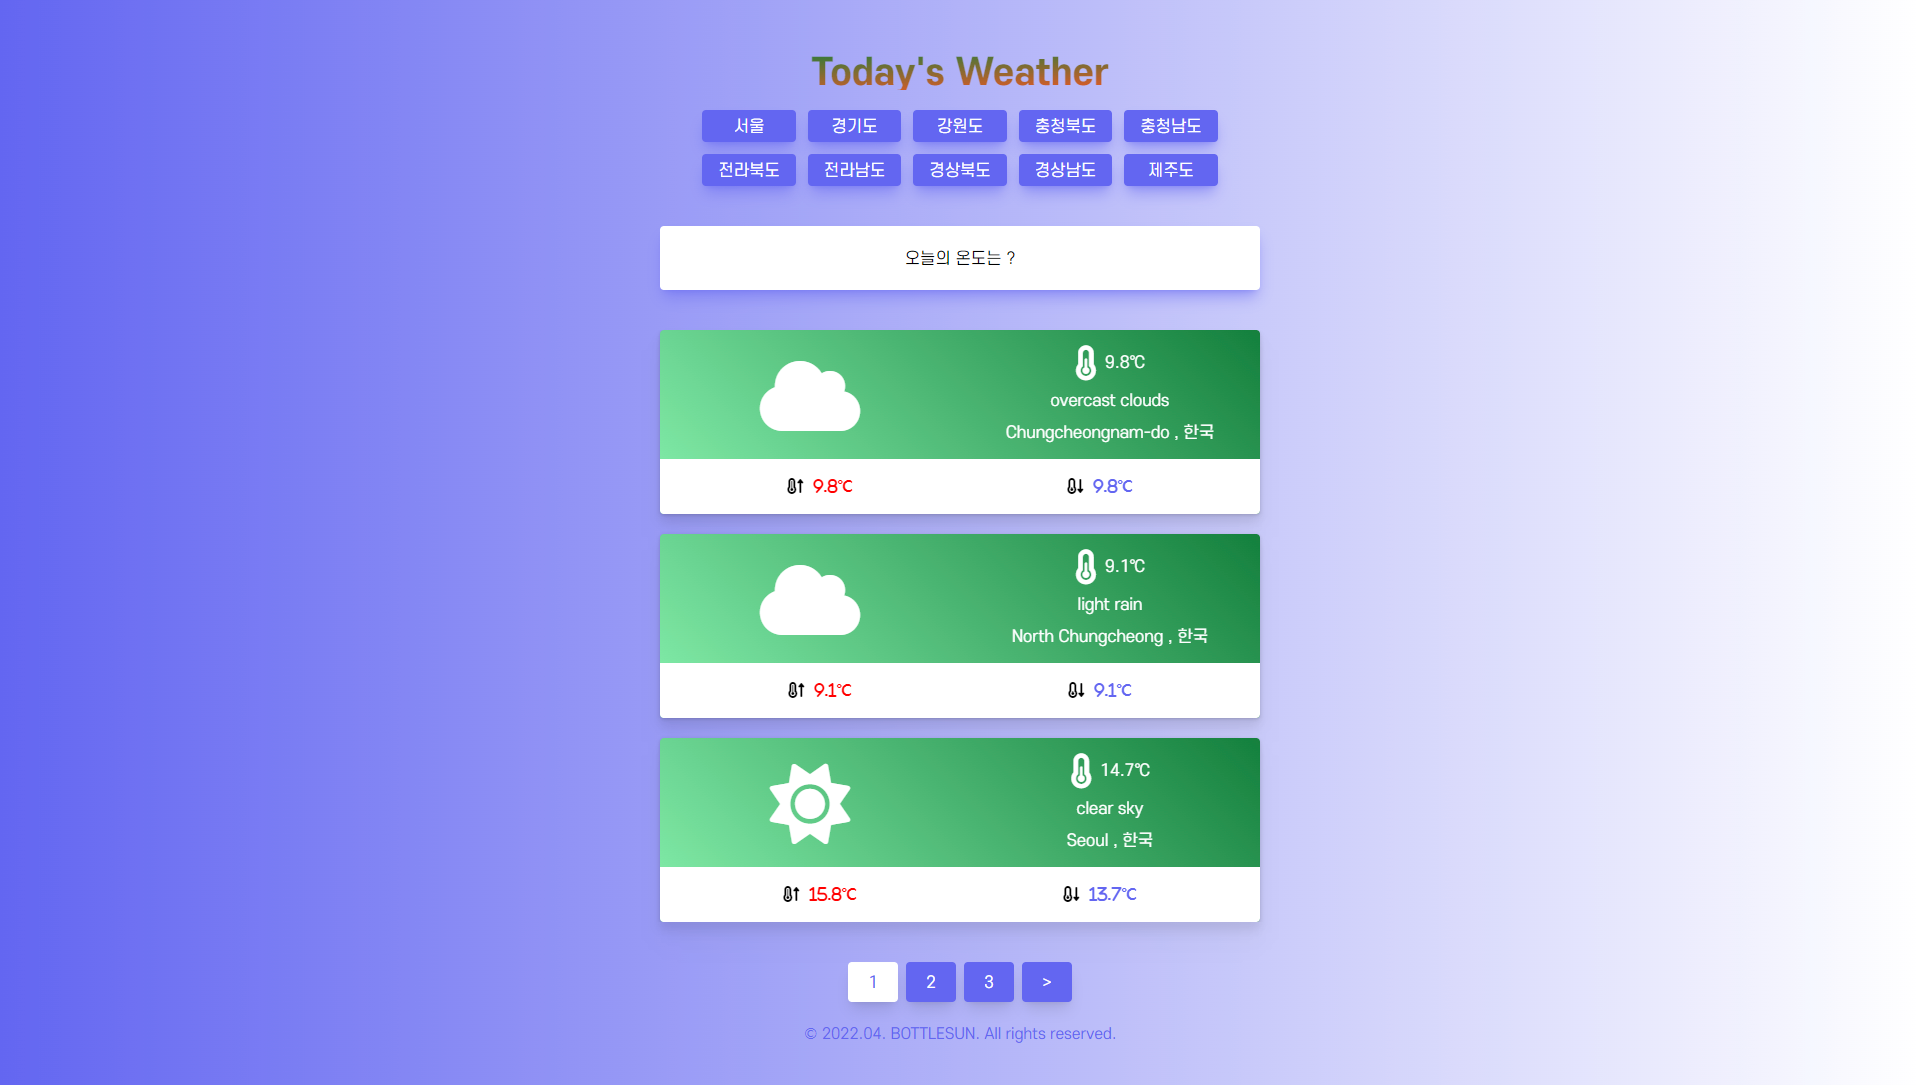 Today's Weather
서울 경기도 강원도 충청북도 충청남도
전라북도 전라남도 경상북도 경상남도 제주도
오늘의 온도는 ?
9.8℃
overcast clouds
Chungcheongnam-do , 한국
9.8℃ 9.8℃
9.1℃
light rain
North Chungcheong , 한국
9.1℃ 9.1℃
14.7℃
clear sky
Seoul , 한국
15.8℃ 13.7℃
1 2 3 >
© 2022.04. BOTTLESUN. All rights reserved.